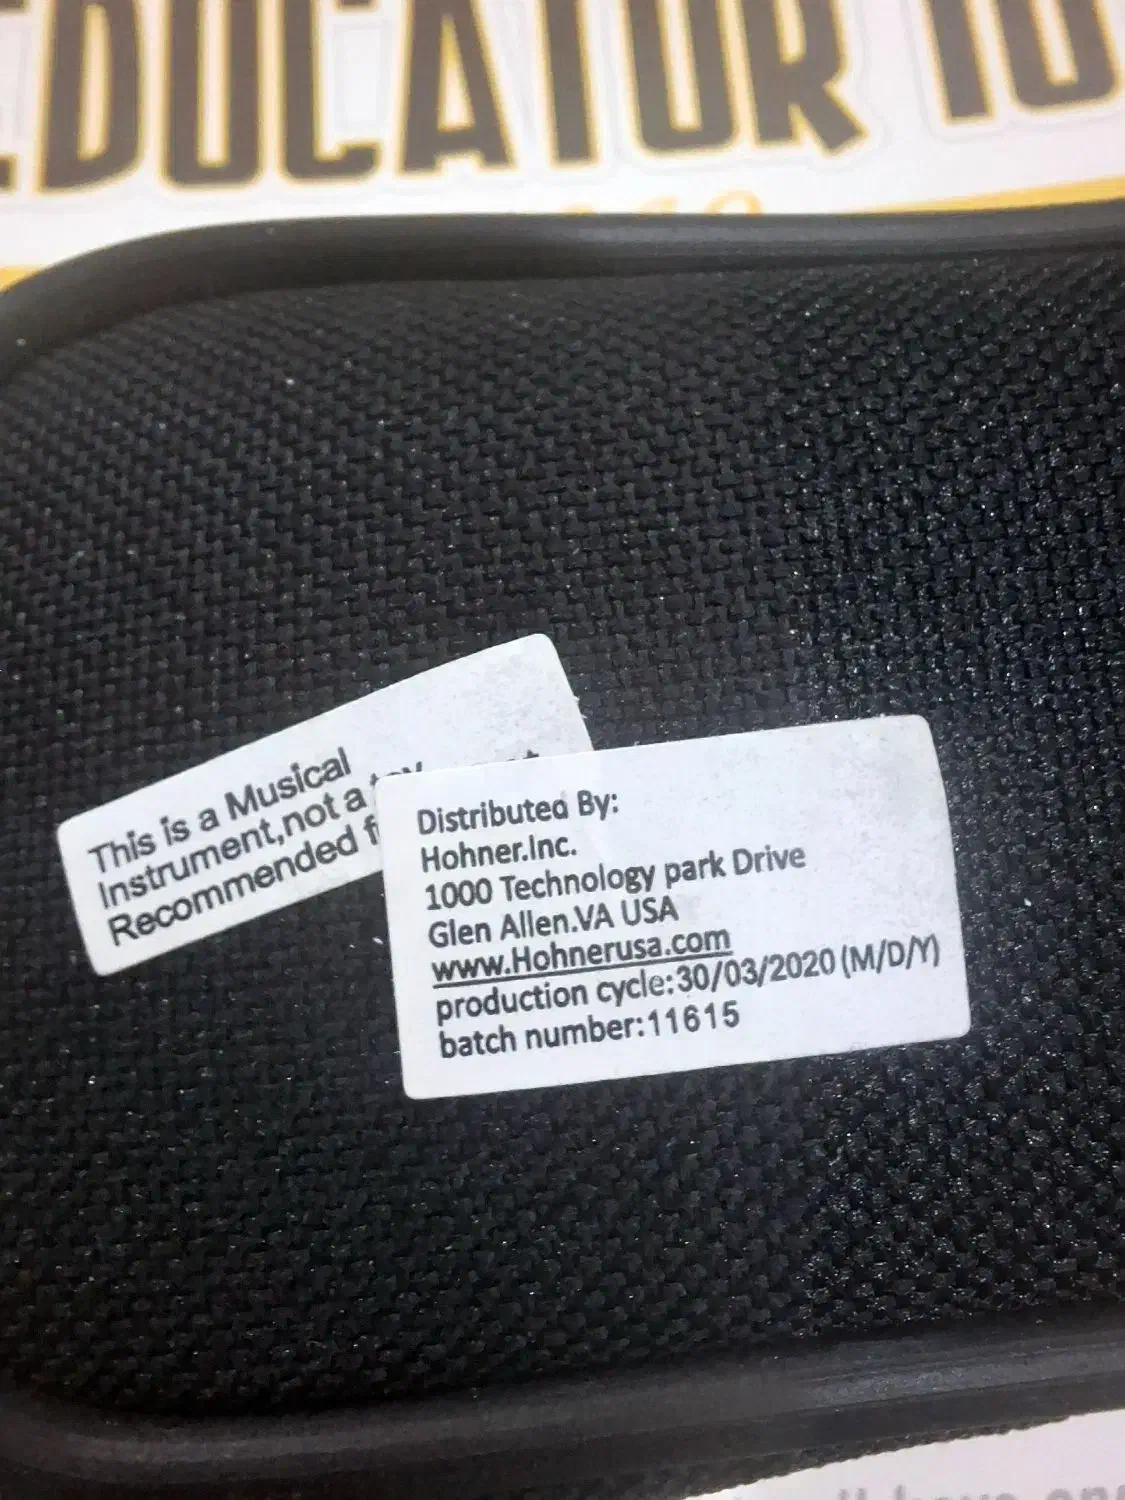 EDUCATOR
This is a Musical
Instrument,not a toy
Recommended
Distributed By:
Hohner.Inc.
1000 Technology park Drive
Glen Allen.VA USA
www.Hohnerusa.com
production cycle:30/03/2020(M/D/Y)
batch number:11615